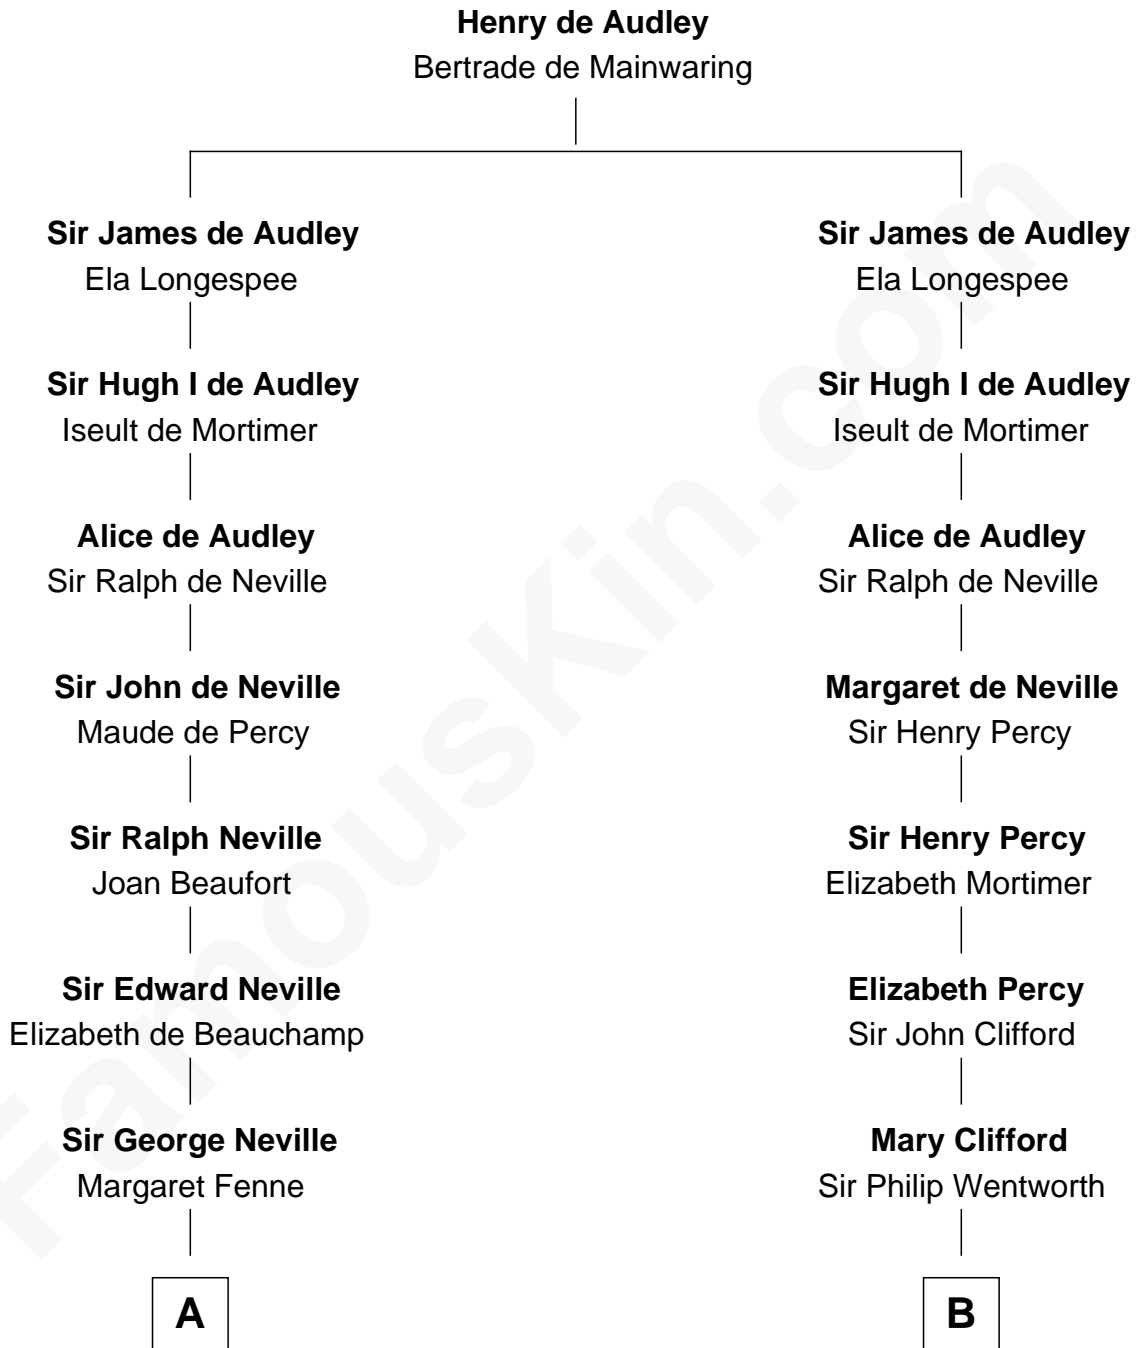 Henry de Audley
Bertrade de Mainwaring
Sir James de Audley
Ela Longespee
Sir Hugh I de Audley
Iseult de Mortimer
Alice de Audley
Sir Ralph de Neville
Sir John de Neville
Maude de Percy
Sir Ralph Neville
Joan Beaufort
Sir Edward Neville
Elizabeth de Beauchamp
Sir George Neville
Margaret Fenne
A
Sir James de Audley
Ela Longespee
Sir Hugh I de Audley
Iseult de Mortimer
Alice de Audley
Sir Ralph de Neville
Margaret de Neville
Sir Henry Percy
Sir Henry Percy
Elizabeth Mortimer
Elizabeth Percy
Sir John Clifford
Mary Clifford
Sir Philip Wentworth
B
FamousKin.com